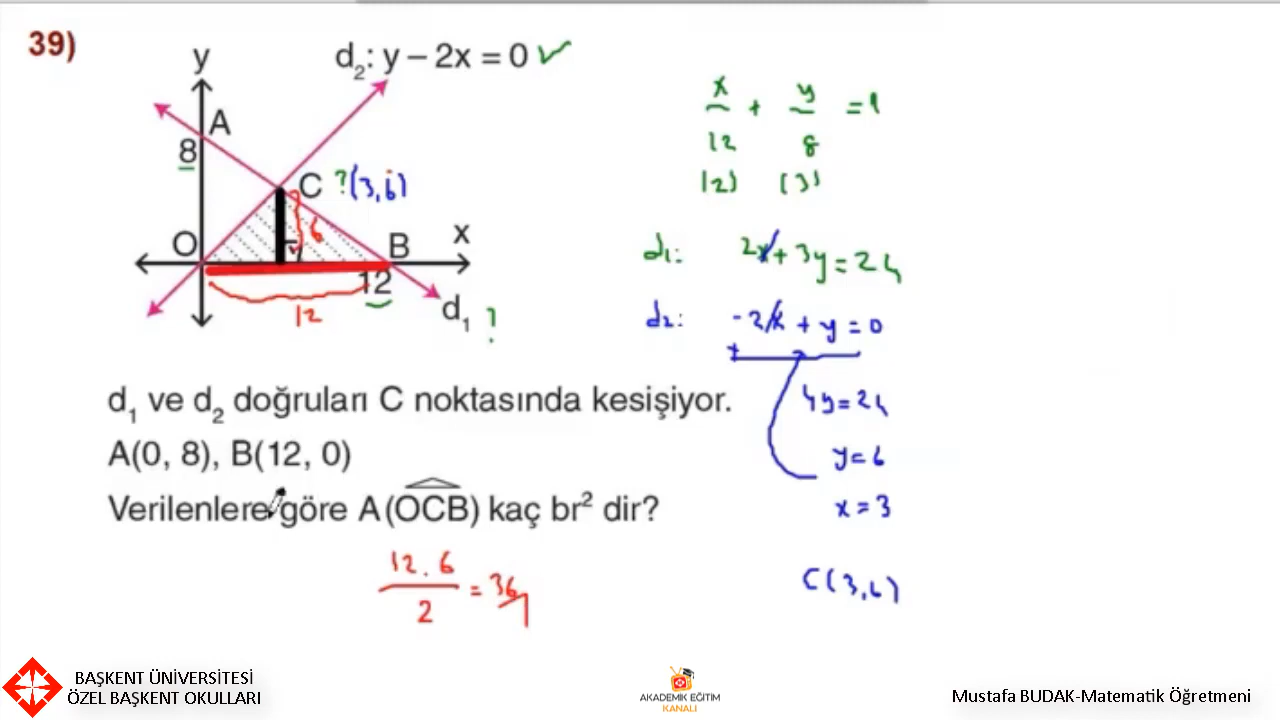 39)
y
d₂: y – 2x = 0 ✓
A
8
C ?(3,6)
6
O
B
x
12
12
d₁ ?
x/12 + y/8 = 1
(2) (3)
d₁: 2x + 3y = 24
d₂: -2x + y = 0
+
4y = 24
y = 6
x = 3
C(3,6)
d₁ ve d₂ doğruları C noktasında kesişiyor.
A(0, 8), B(12, 0)
Verilenlere göre A(OCB) kaç br² dir?
12 . 6 / 2 = 36
BAŞKENT ÜNİVERSİTESİ
ÖZEL BAŞKENT OKULLARI
AKADEMİK EĞİTİM
KANALI
Mustafa BUDAK-Matematik Öğretmeni